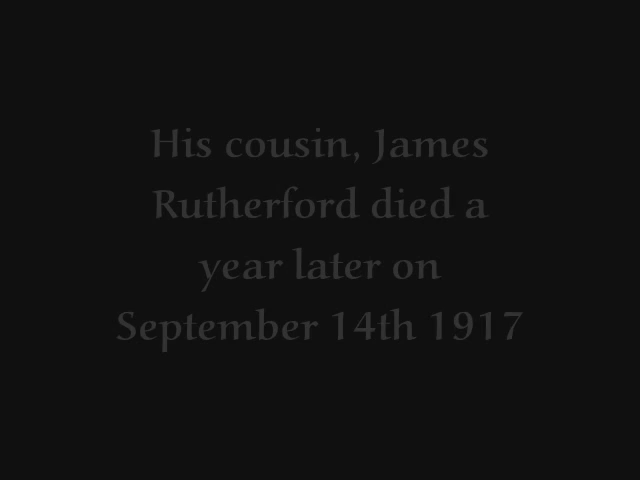 His cousin, James
Rutherford died a
year later on
September 14th 1917